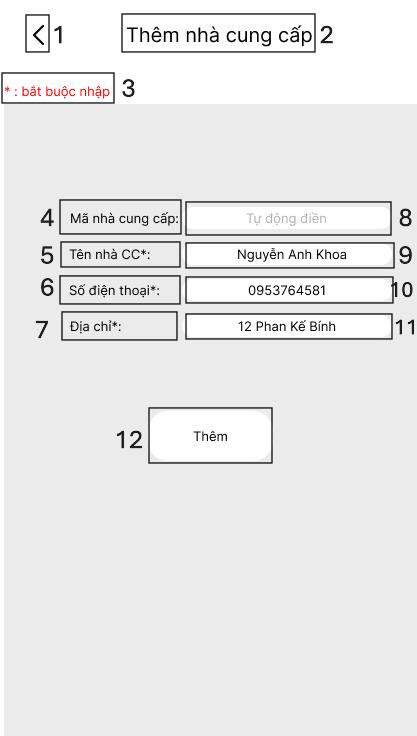 1 Thêm nhà cung cấp 2
* : bắt buộc nhập 3
4 Mã nhà cung cấp: Tự động điền 8
5 Tên nhà CC*: Nguyễn Anh Khoa 9
6 Số điện thoại*: 0953764581 10
7 Địa chỉ*: 12 Phan Kế Bính 11
12 Thêm